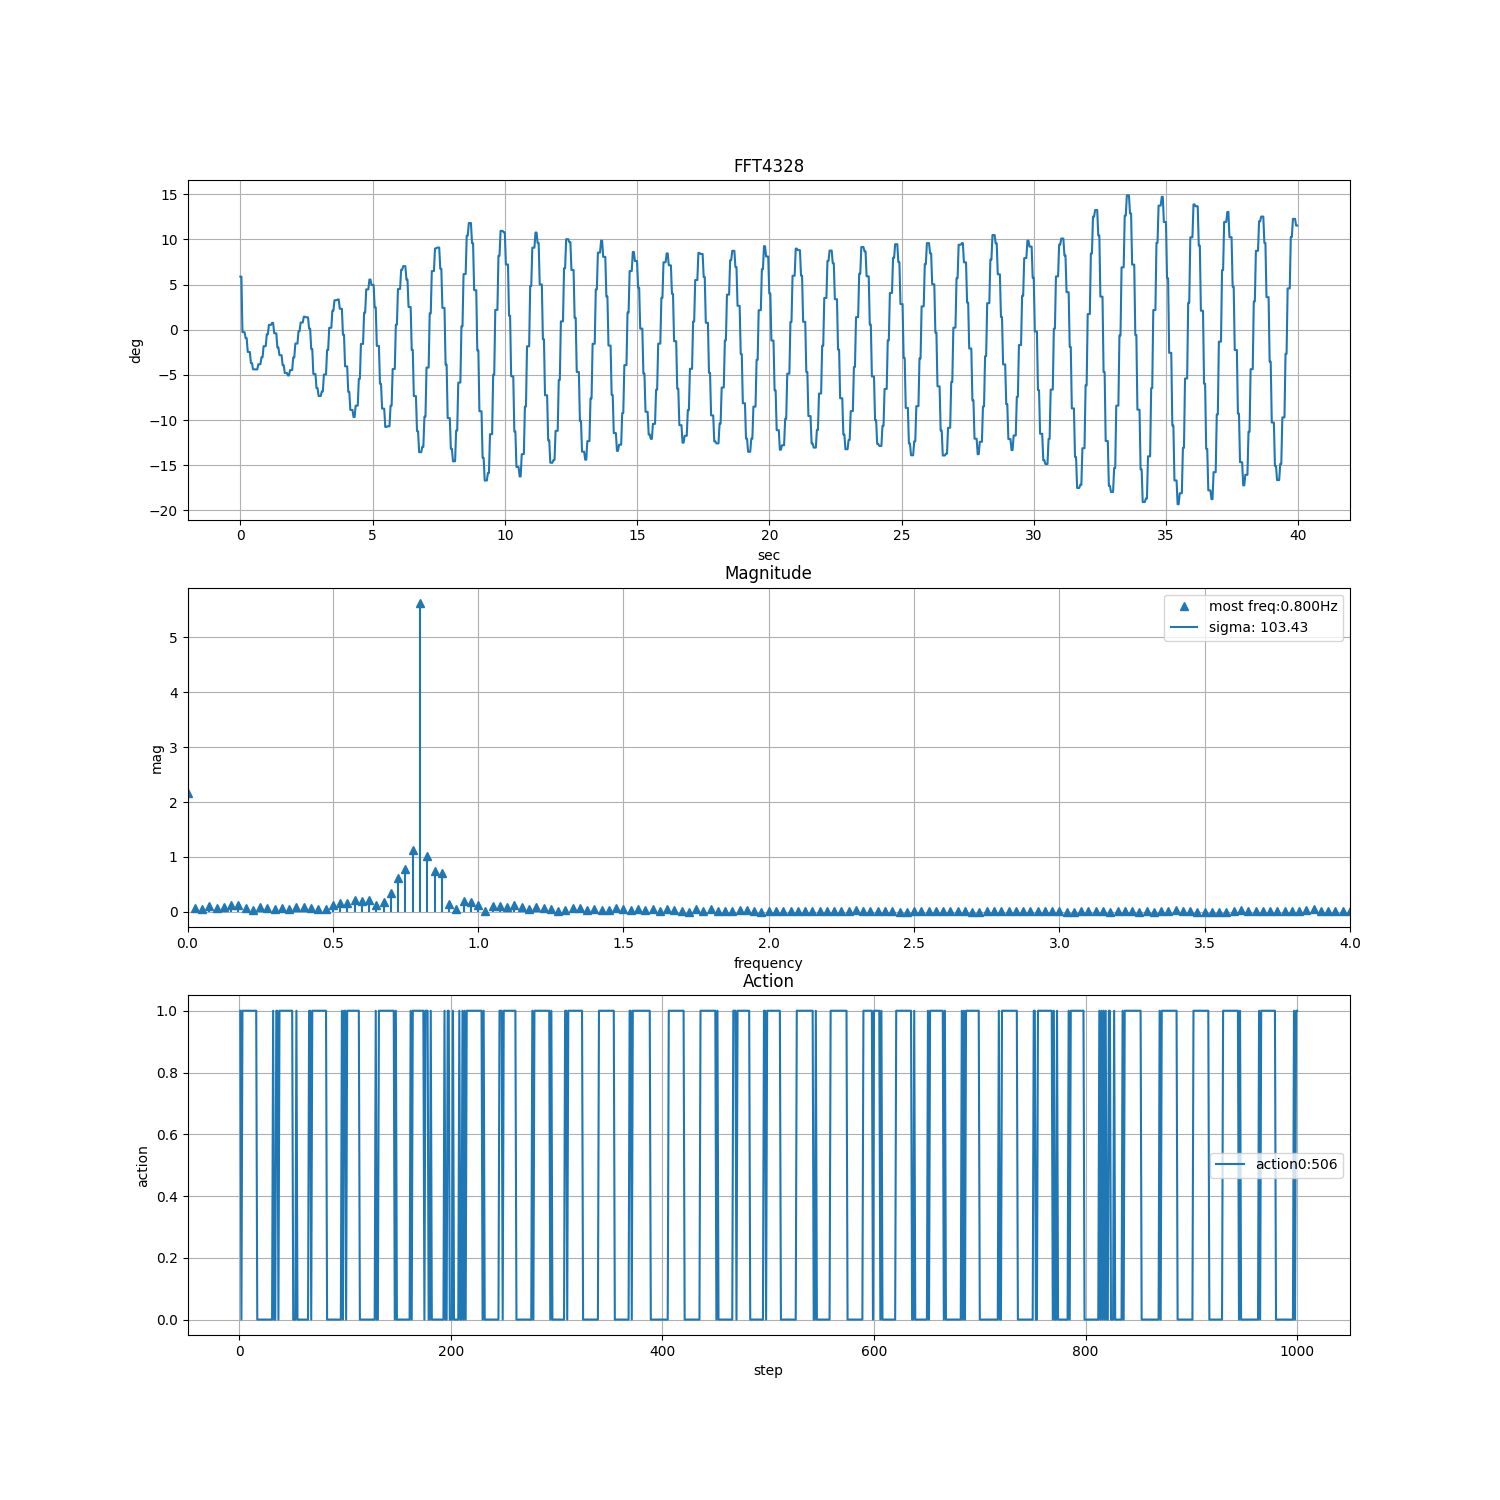 FFT4328
15
10
5
0
−5
−10
−15
−20
deg
0 5 10 15 20 25 30 35 40
sec
Magnitude
most freq:0.800Hz
sigma: 103.43
5
4
3
2
1
0
mag
0.0 0.5 1.0 1.5 2.0 2.5 3.0 3.5 4.0
frequency
Action
1.0
0.8
0.6
0.4
0.2
0.0
action
action0:506
0 200 400 600 800 1000
step